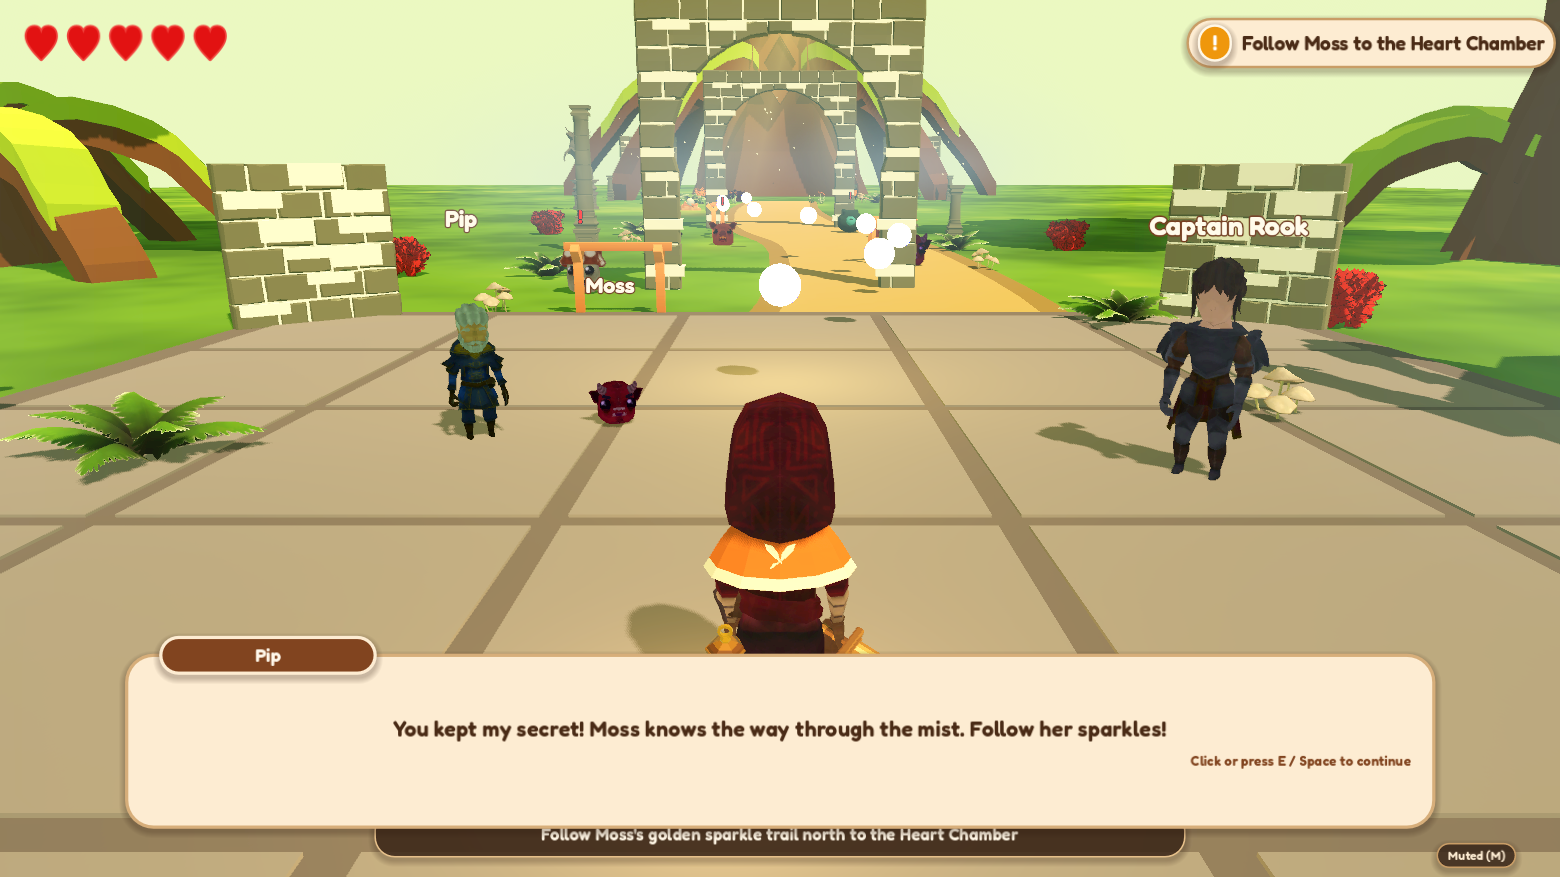 ! Follow Moss to the Heart Chamber
Pip
Captain Rook
Moss
Pip
You kept my secret! Moss knows the way through the mist. Follow her sparkles!
Click or press E / Space to continue
Follow Moss's golden sparkle trail north to the Heart Chamber
Muted (M)